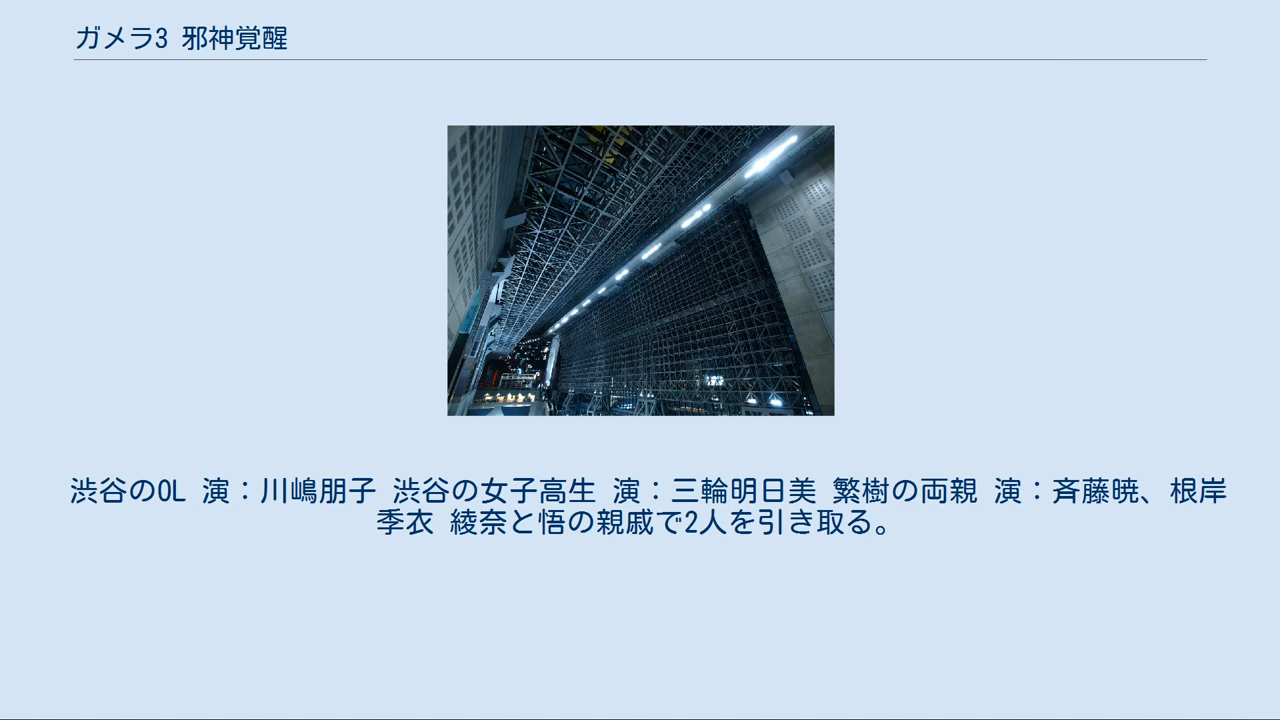 ガメラ3 邪神覚醒
渋谷のOL 演：川嶋朋子 渋谷の女子高生 演：三輪明日美 繁樹の両親 演：斉藤暁、根岸
季衣 綾奈と悟の親戚で2人を引き取る。